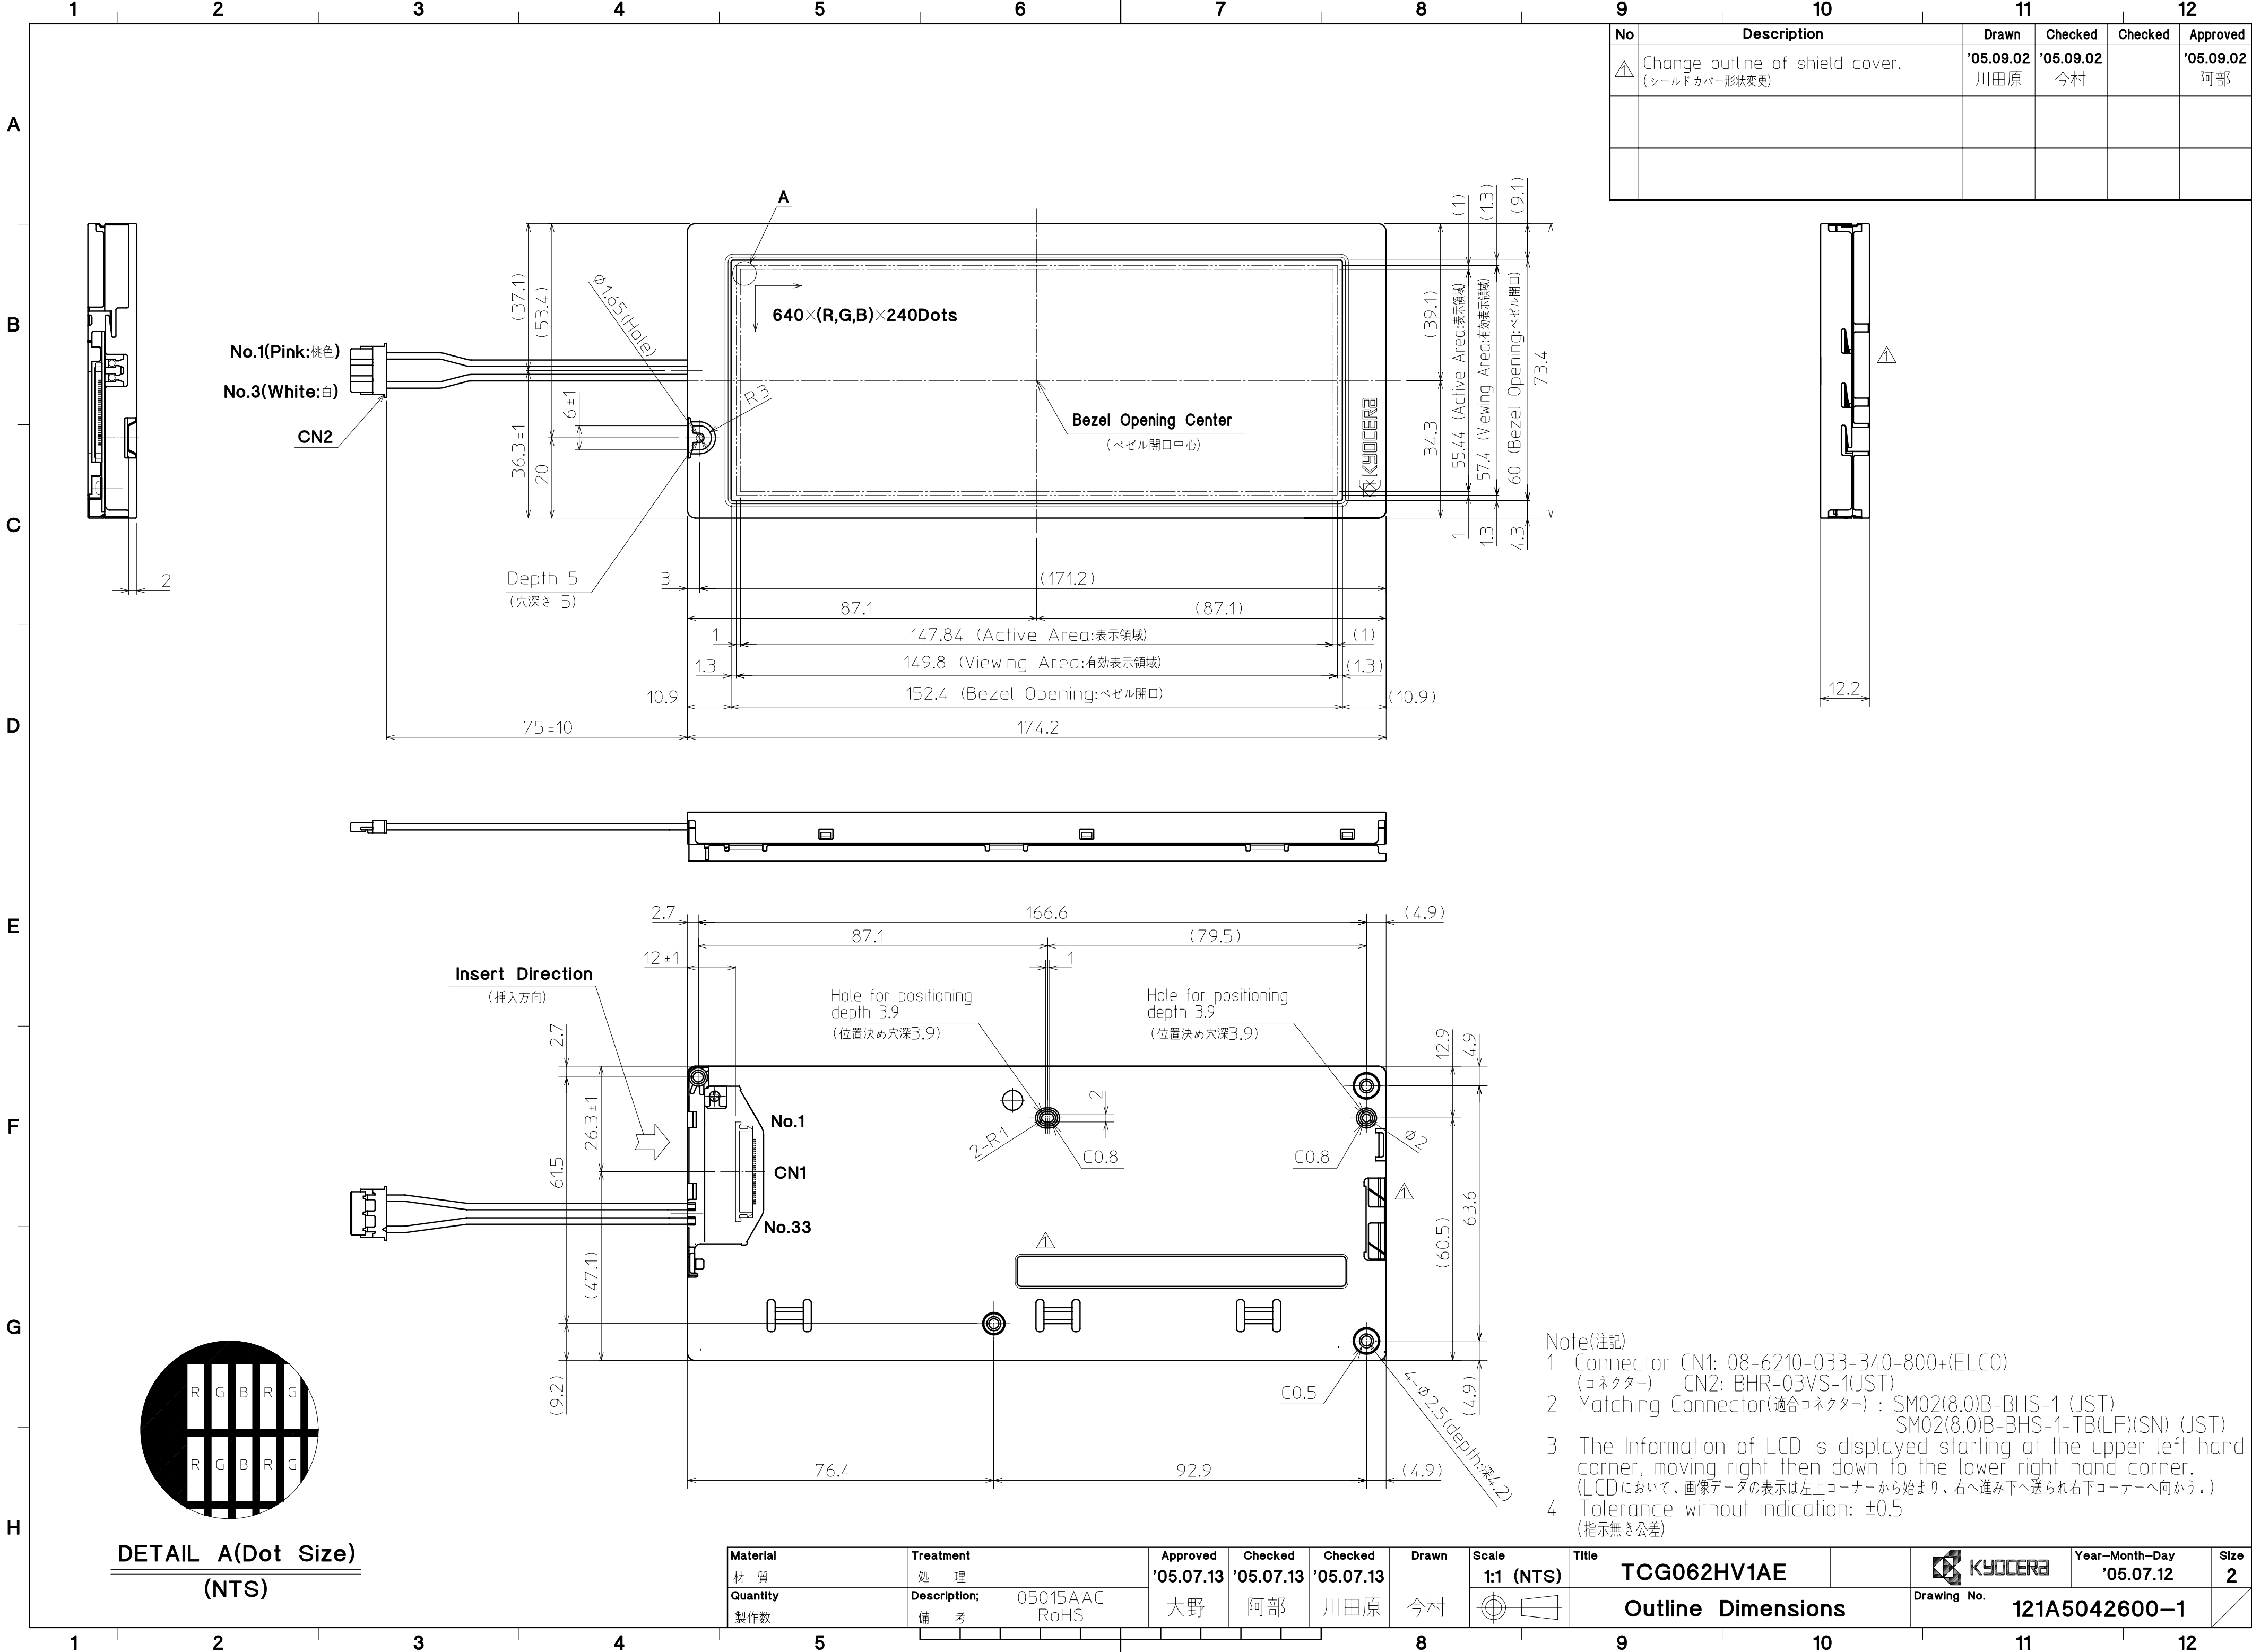 1 2 3 4 5 6 7 8 9 10 11 12
No Description Drawn Checked Checked Approved
1 Change outline of shield cover. '05.09.02 '05.09.02 '05.09.02
(シールドカバー形状変更) 川田原 今村 阿部
A
B
C
D
E
F
G
H
A
640×(R,G,B)×240Dots
No.1(Pink:桃色)
No.3(White:白)
CN2
(37.1)
(53.4)
36.3±1
20
6±1
Ø1.65(Hole)
R3
Bezel Opening Center
(ベゼル開口中心)
KYOCERA
(1)
(1.3)
(9.1)
(39.1)
34.3
55.44 (Active Area:表示領域)
57.4 (Viewing Area:有効表示領域)
60 (Bezel Opening:ベゼル開口)
73.4
1
1.3
4.3
1
2
Depth 5
(穴深さ 5)
3 (171.2)
87.1 (87.1)
1 147.84 (Active Area:表示領域) (1)
1.3 149.8 (Viewing Area:有効表示領域) (1.3)
10.9 152.4 (Bezel Opening:ベゼル開口) (10.9)
75±10 174.2
12.2
2.7 166.6 (4.9)
87.1 (79.5)
12±1 1
Insert Direction
(挿入方向)
Hole for positioning
depth 3.9
(位置決め穴深3.9)
Hole for positioning
depth 3.9
(位置決め穴深3.9)
2.7
26.3±1
61.5
(47.1)
(9.2)
12.9
4.9
63.6
(60.5)
(4.9)
No.1
CN1
No.33
2
2-R1
C0.8
C0.8
Ø2
1
1
C0.5
4-Ø2.5(depth:深4.2)
76.4 92.9 (4.9)
R G B R G
R G B R G
DETAIL A(Dot Size)
(NTS)
Note(注記)
1 Connector CN1: 08-6210-033-340-800+(ELCO)
(コネクター) CN2: BHR-03VS-1(JST)
2 Matching Connector(適合コネクター) : SM02(8.0)B-BHS-1 (JST)
SM02(8.0)B-BHS-1-TB(LF)(SN) (JST)
3 The Information of LCD is displayed starting at the upper left hand
corner, moving right then down to the lower right hand corner.
(LCDにおいて、画像データの表示は左上コーナーから始まり、右へ進み下へ送られ右下コーナーへ向かう。)
4 Tolerance without indication: ±0.5
(指示無き公差)
Material Treatment Approved Checked Checked Drawn Scale Title Year-Month-Day Size
材 質 処 理 '05.07.13 '05.07.13 '05.07.13 1:1 (NTS) TCG062HV1AE KYOCERA '05.07.12 2
Quantity Description; 05015AAC
製作数 備 考 RoHS 大野 阿部 川田原 今村 Outline Dimensions Drawing No. 121A5042600-1
1 2 3 4 5 8 9 10 11 12